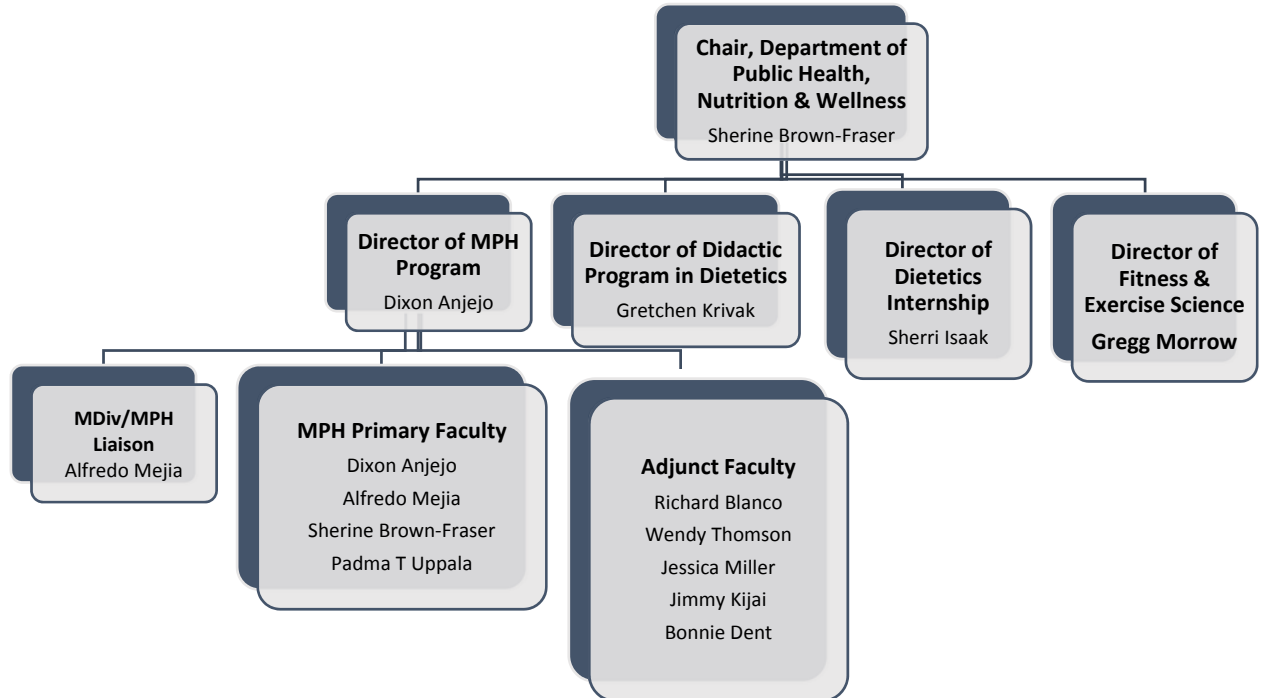 Chair, Department of
Public Health,
Nutrition & Wellness
Sherine Brown-Fraser
Director of MPH
Program
Dixon Anjejo
Director of Didactic
Program in Dietetics
Gretchen Krivak
Director of
Dietetics
Internship
Sherri Isaak
Director of
Fitness &
Exercise Science
Gregg Morrow
MDiv/MPH
Liaison
Alfredo Mejia
MPH Primary Faculty
Dixon Anjejo
Alfredo Mejia
Sherine Brown-Fraser
Padma T Uppala
Adjunct Faculty
Richard Blanco
Wendy Thomson
Jessica Miller
Jimmy Kijai
Bonnie Dent